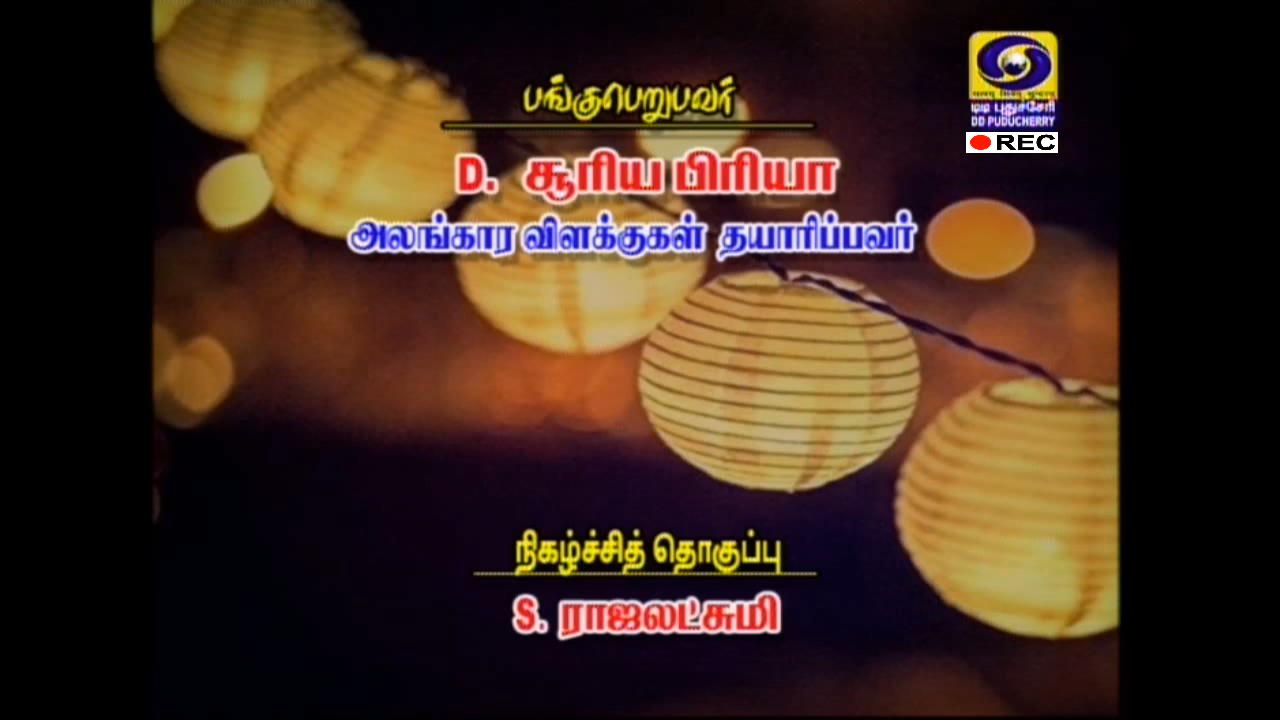 பங்குபெறுபவர்
D. சூரிய பிரியா
அலங்கார விளக்குகள் தயாரிப்பவர்
டிடி புதுச்சேரி
DD PUDUCHERRY
REC
நிகழ்ச்சித் தொகுப்பு
S. ராஜலட்சுமி